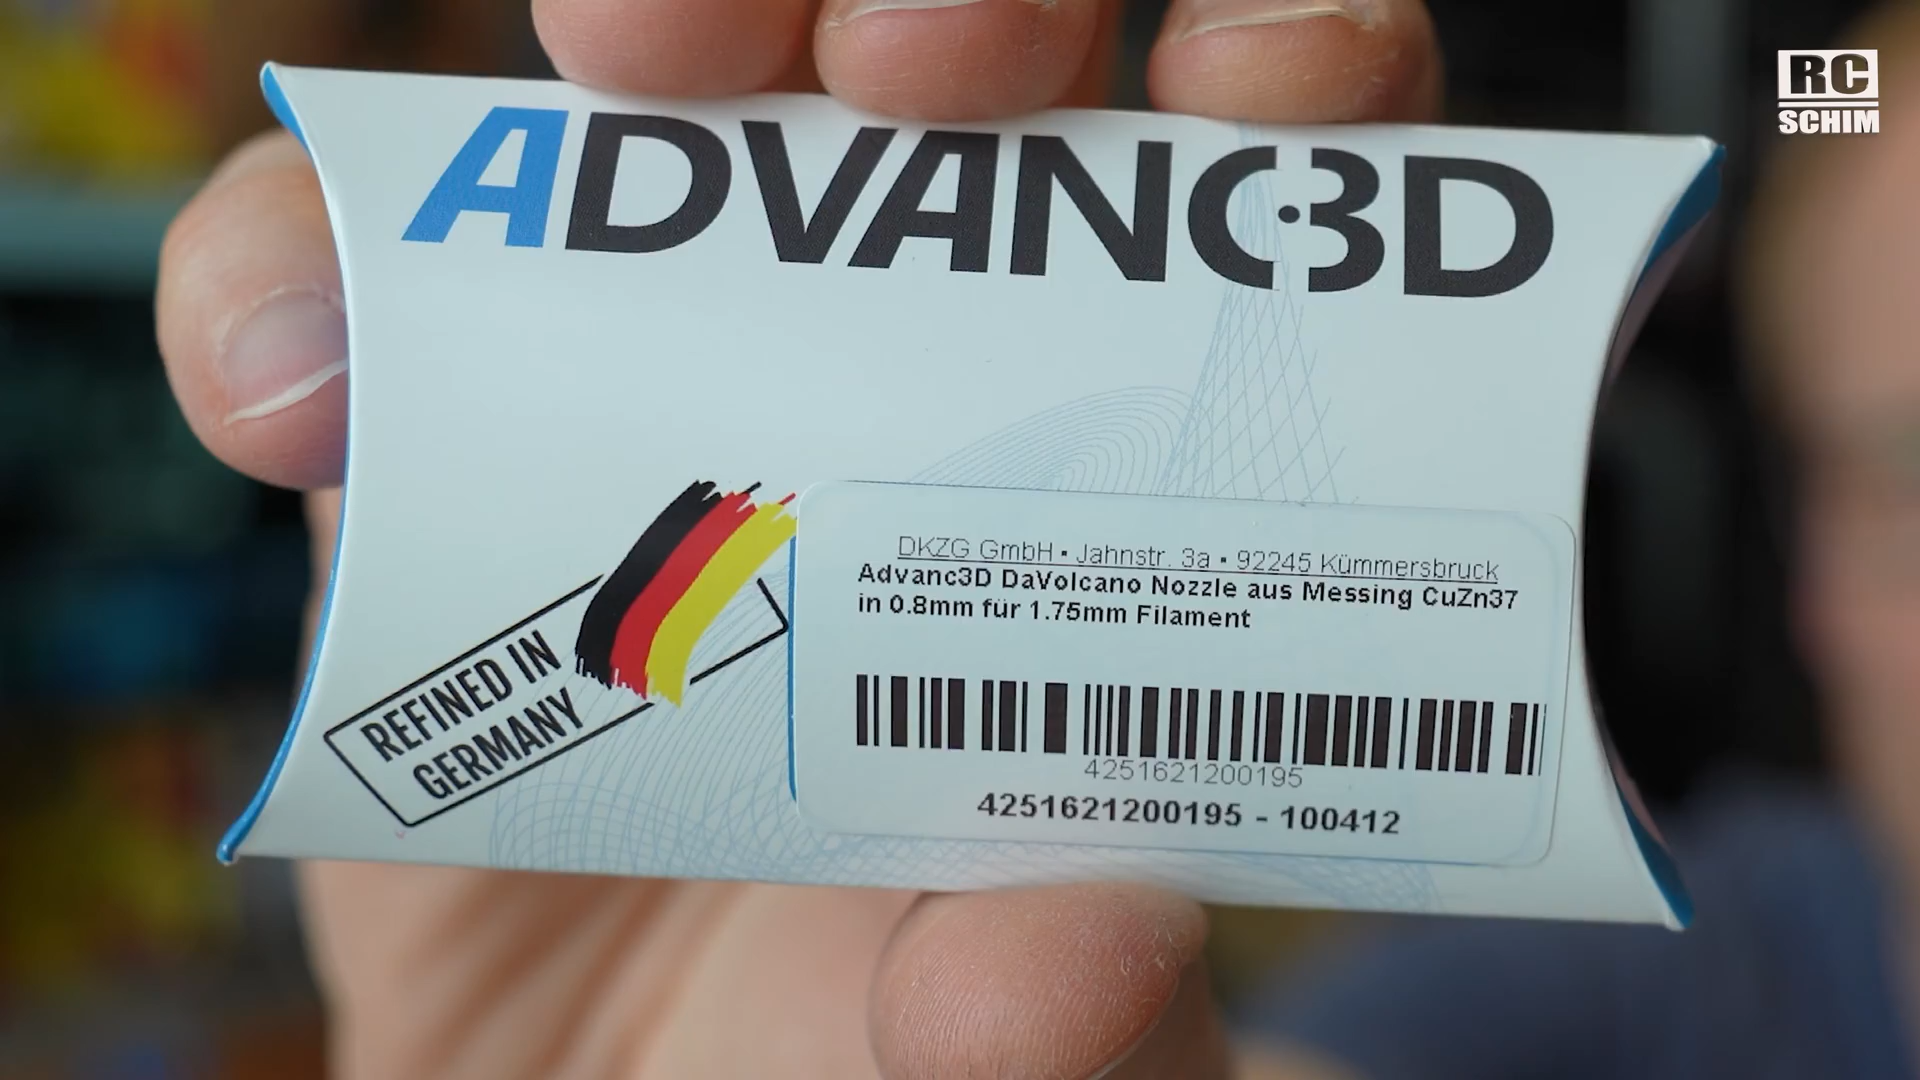 RC
SCHIM
ADVANC3D
REFINED IN
GERMANY
DKZG GmbH ▪ Jahnstr. 3a ▪ 92245 Kümmersbruck
Advanc3D DaVolcano Nozzle aus Messing CuZn37
in 0.8mm für 1.75mm Filament
4251621200195
4251621200195 - 100412